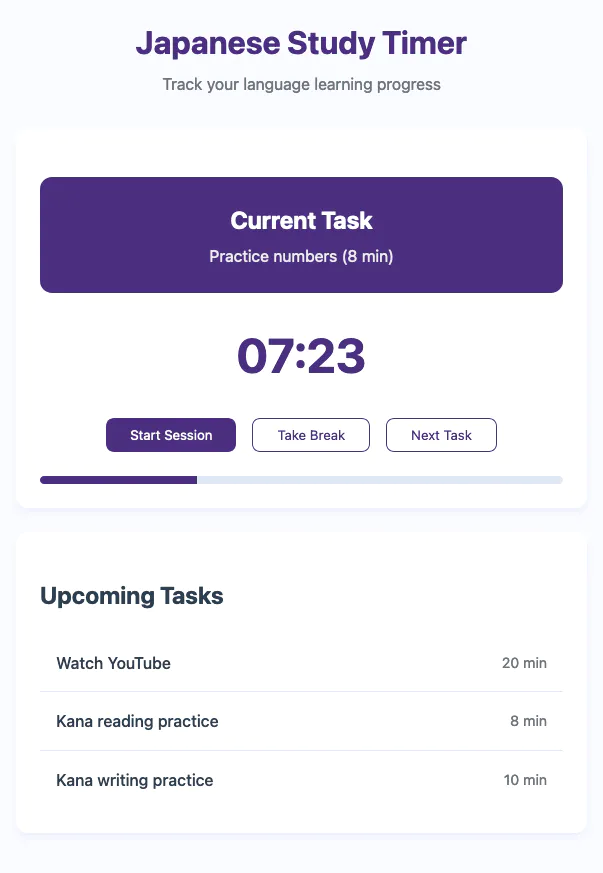 Japanese Study Timer
Track your language learning progress
Current Task
Practice numbers (8 min)
07:23
Start Session Take Break Next Task
Upcoming Tasks
Watch YouTube 20 min
Kana reading practice 8 min
Kana writing practice 10 min